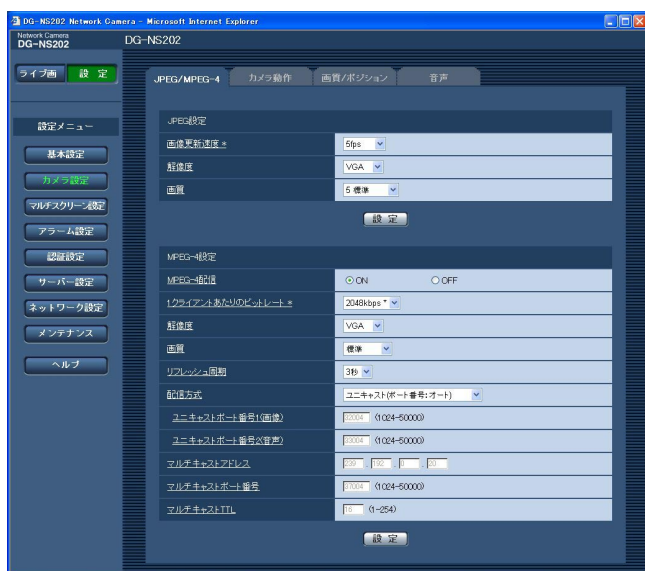 DG-NS202 Network Camera - Microsoft Internet Explorer
Network Camera
DG-NS202
DG-NS202
ライブ画 設 定
JPEG/MPEG-4 カメラ動作 画質/ポジション 音声
設定メニュー
基本設定
カメラ設定
マルチスクリーン設定
アラーム設定
認証設定
サーバー設定
ネットワーク設定
メンテナンス
ヘルプ
JPEG設定
画像更新速度 * 5fps
解像度 VGA
画質 5 標準
設 定
MPEG-4設定
MPEG-4配信 ON OFF
1クライアントあたりのビットレート * 2048kbps *
解像度 VGA
画質 標準
リフレッシュ周期 3秒
配信方式 ユニキャスト(ポート番号:オート)
ユニキャストポート番号1(画像) 32004 (1024-50000)
ユニキャストポート番号2(音声) 33004 (1024-50000)
マルチキャストアドレス 239 . 192 . 0 . 20
マルチキャストポート番号 37004 (1024-50000)
マルチキャストTTL 16 (1-254)
設 定